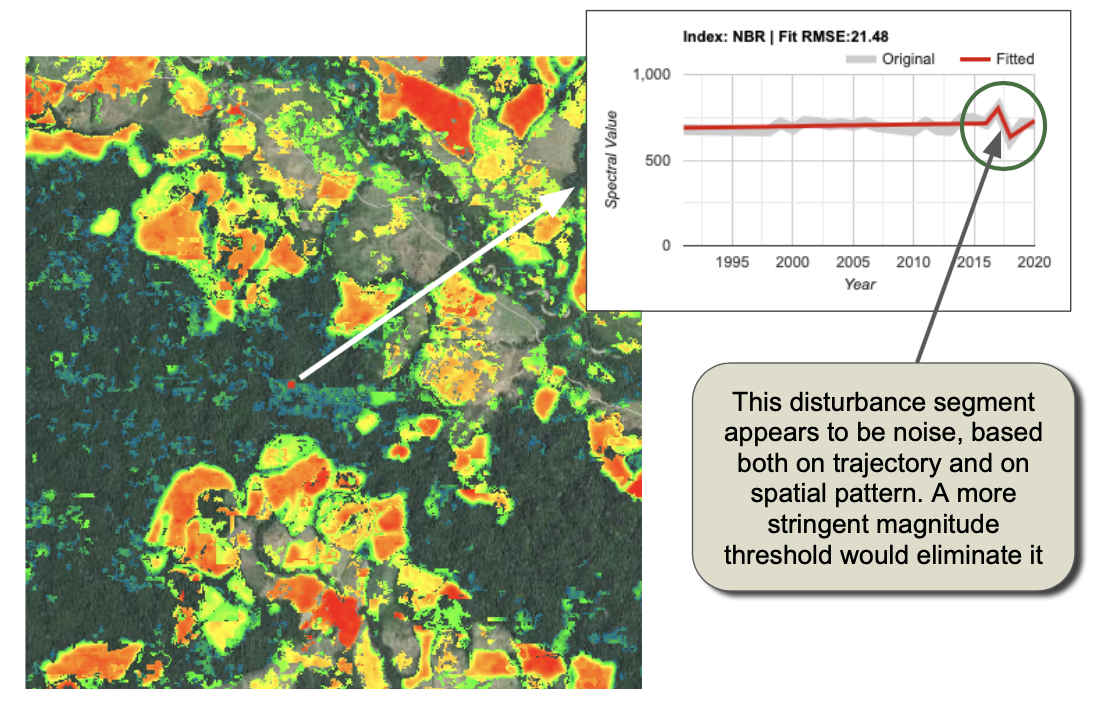 Index: NBR | Fit RMSE:21.48
Original Fitted
1,000
500
0
Spectral Value
1995 2000 2005 2010 2015 2020
Year
This disturbance segment
appears to be noise, based
both on trajectory and on
spatial pattern. A more
stringent magnitude
threshold would eliminate it